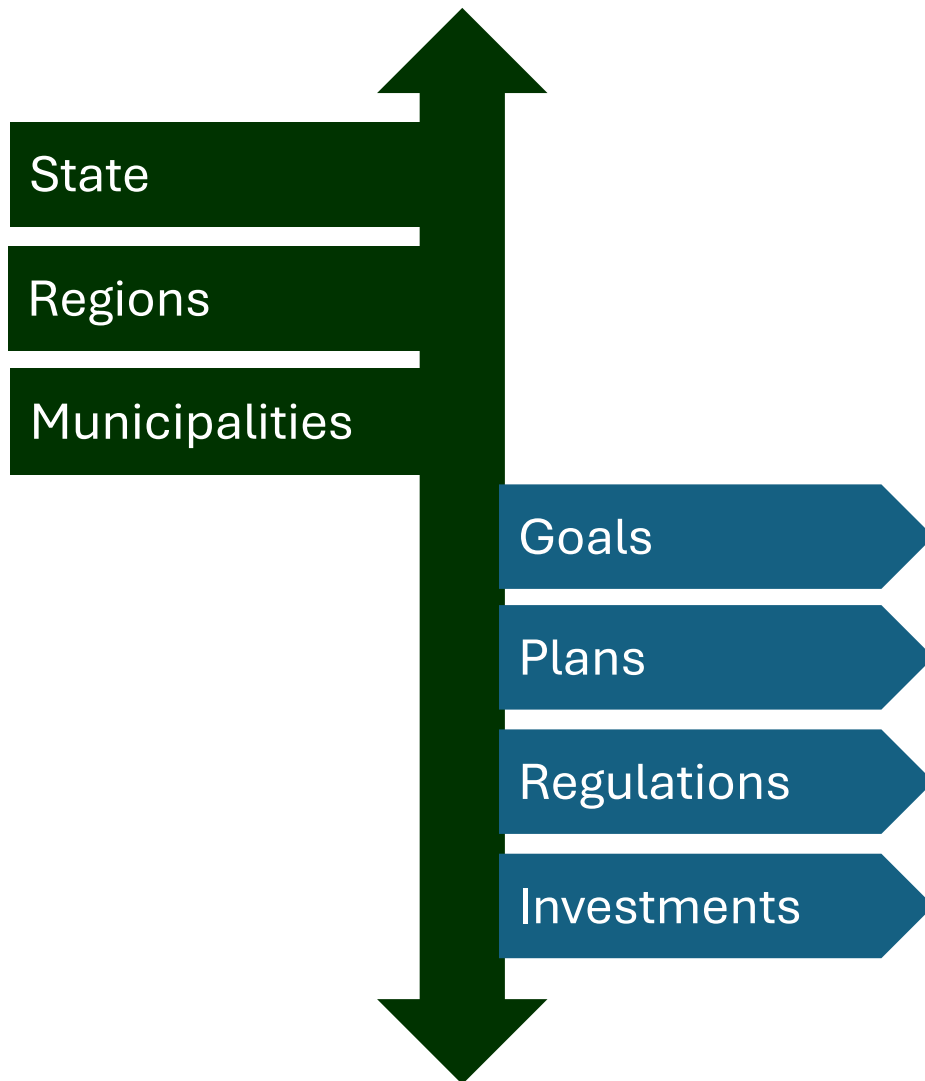 State
Regions
Municipalities
Goals
Plans
Regulations
Investments